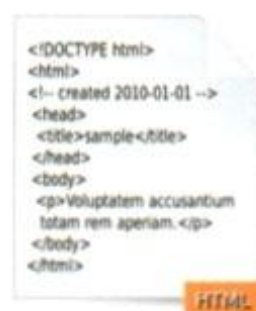 <!DOCTYPE html>
<html>
<!-- created 2010-01-01 -->
<head>
<title>sample</title>
</head>
<body>
<p>Voluptatem accusantium
totam rem aperiam.</p>
</body>
</html>
HTML